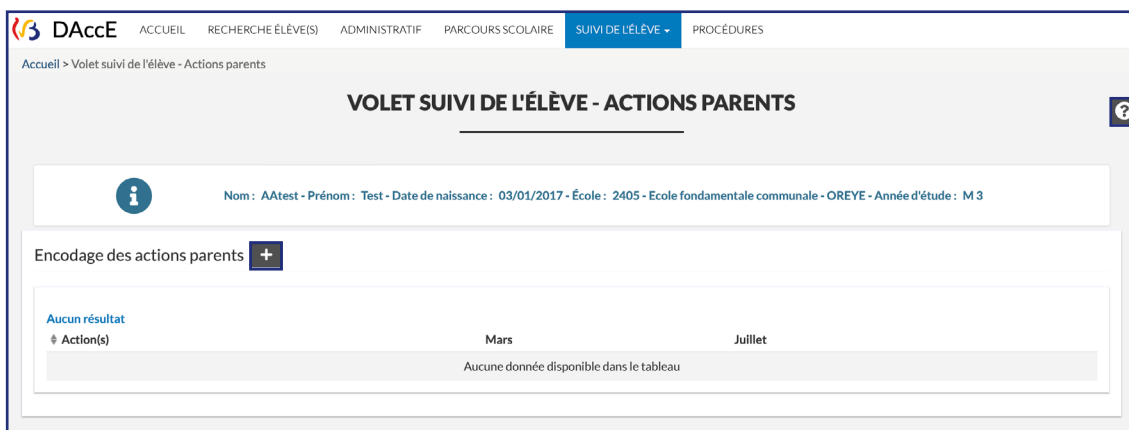 DAccE ACCUEIL RECHERCHE ÉLÈVE(S) ADMINISTRATIF PARCOURS SCOLAIRE SUIVI DE L'ÉLÈVE PROCÉDURES
Accueil > Volet suivi de l'élève - Actions parents
VOLET SUIVI DE L'ÉLÈVE - ACTIONS PARENTS
?
i Nom : AAtest - Prénom : Test - Date de naissance : 03/01/2017 - École : 2405 - Ecole fondamentale communale - OREYE - Année d'étude : M 3
Encodage des actions parents +
Aucun résultat
Action(s) Mars Juillet
Aucune donnée disponible dans le tableau